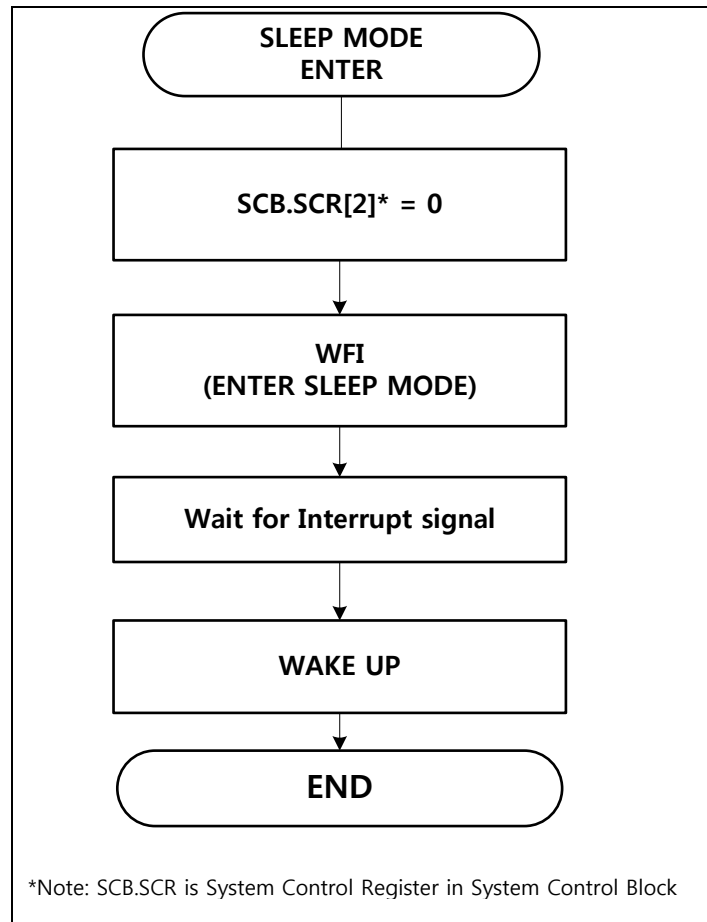 SLEEP MODE
ENTER
SCB.SCR[2]* = 0
WFI
(ENTER SLEEP MODE)
Wait for Interrupt signal
WAKE UP
END
*Note: SCB.SCR is System Control Register in System Control Block